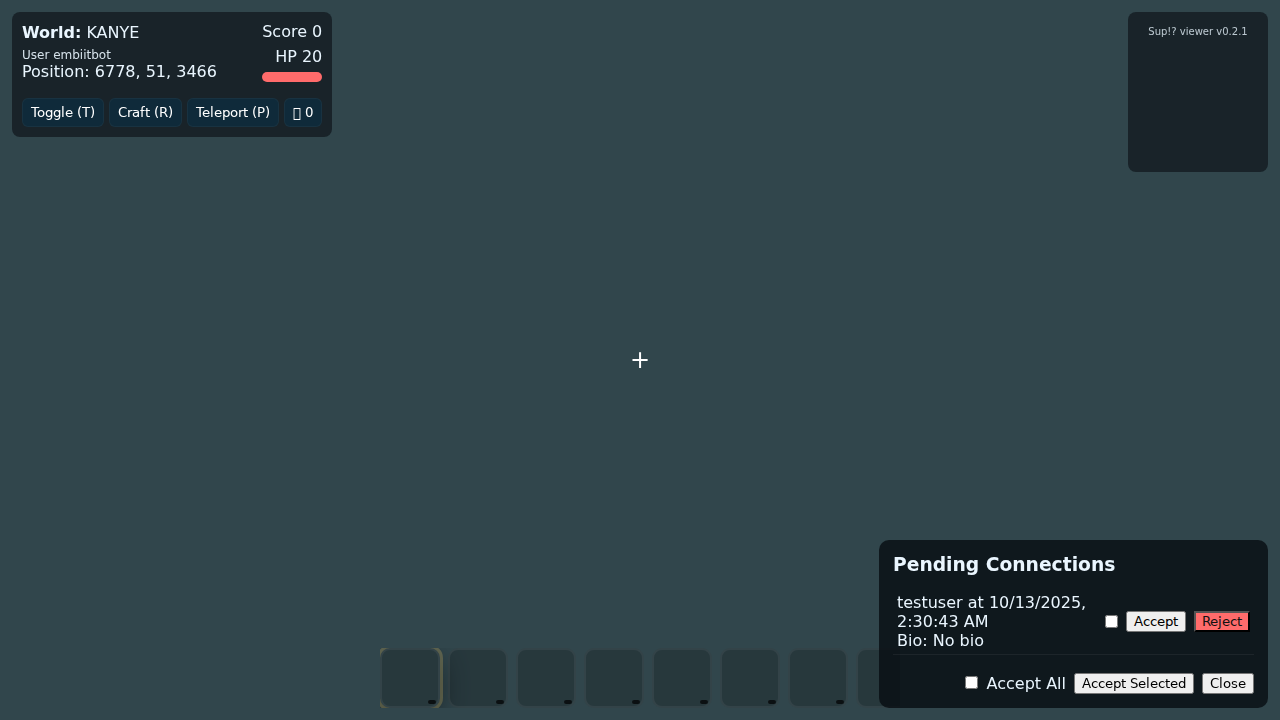 World: KANYE
Score 0
User embiitbot
HP 20
Position: 6778, 51, 3466
Toggle (T)
Craft (R)
Teleport (P)
0
Sup!? viewer v0.2.1
+
Pending Connections
testuser at 10/13/2025,
2:30:43 AM
Bio: No bio
Accept
Reject
Accept All
Accept Selected
Close